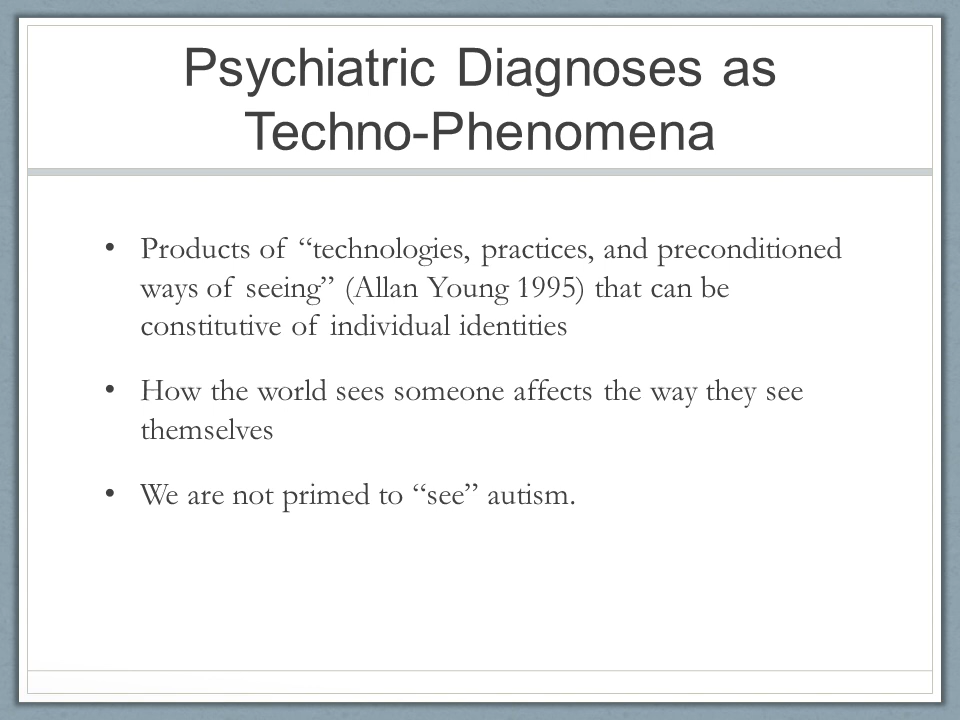 Psychiatric Diagnoses as
Techno-Phenomena
• Products of “technologies, practices, and preconditioned
ways of seeing” (Allan Young 1995) that can be
constitutive of individual identities
• How the world sees someone affects the way they see
themselves
• We are not primed to “see” autism.